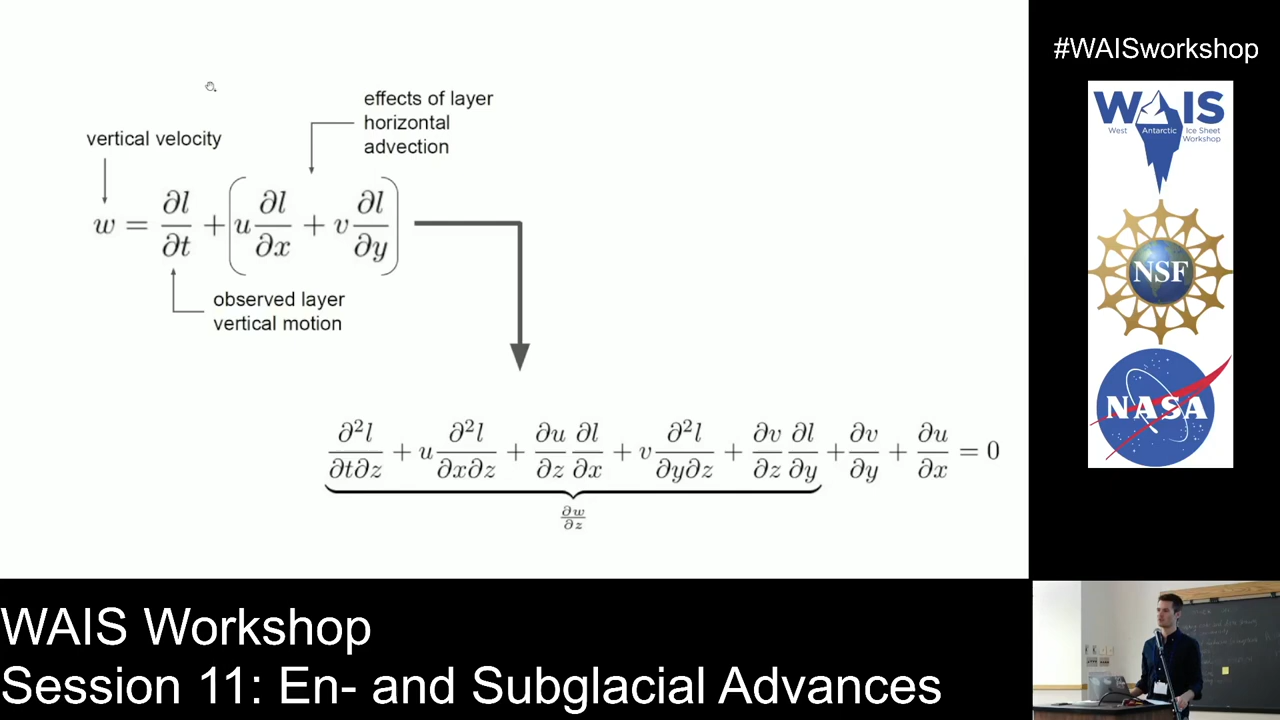 #WAISworkshop
effects of layer
horizontal
advection
vertical velocity
w = ∂l/∂t + (u ∂l/∂x + v ∂l/∂y)
observed layer
vertical motion
∂²l/∂t∂z + u ∂²l/∂x∂z + ∂u/∂z ∂l/∂x + v ∂²l/∂y∂z + ∂v/∂z ∂l/∂y + ∂v/∂y + ∂u/∂x = 0
∂w/∂z
WAIS
West Antarctic Ice Sheet
Workshop
NSF
NASA
WAIS Workshop
Session 11: En- and Subglacial Advances